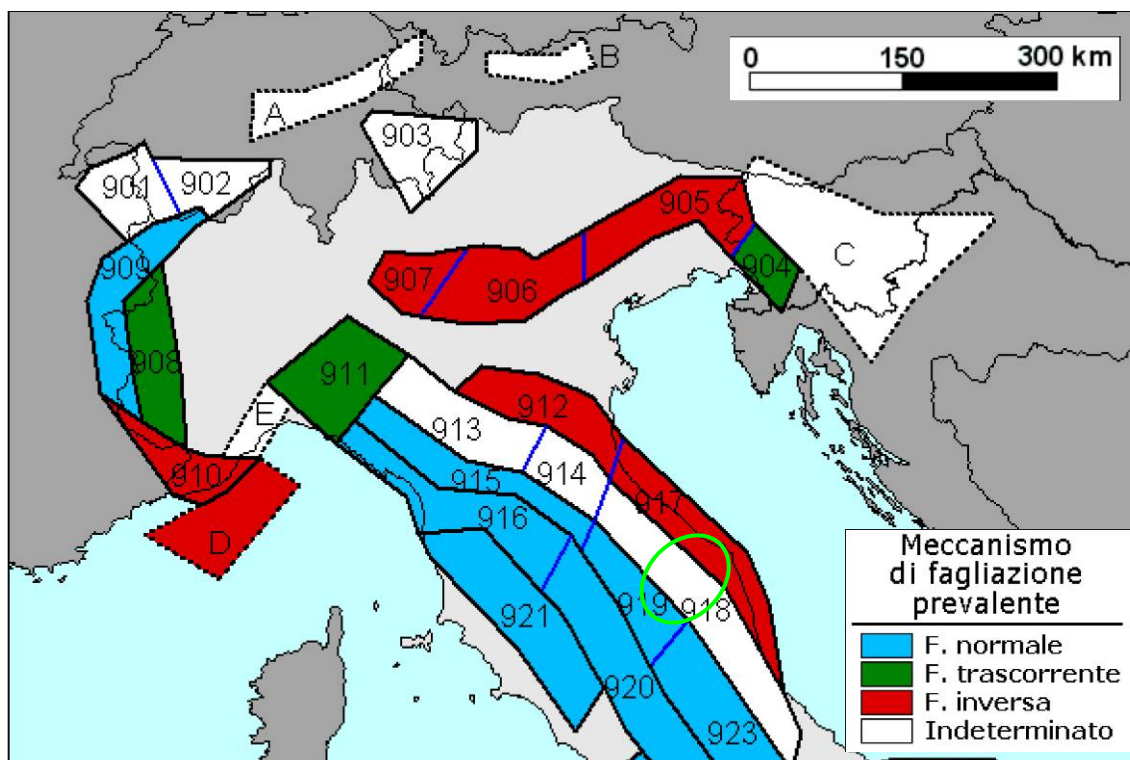 B
0 150 300 km
A
903
901 902
905
C
904
909
907 906
908
911
E
912
913
914
910
915
917
D
916
Meccanismo
di fagliazione
prevalente
F. normale
F. trascorrente
F. inversa
Indeterminato
919 918
921
920
923